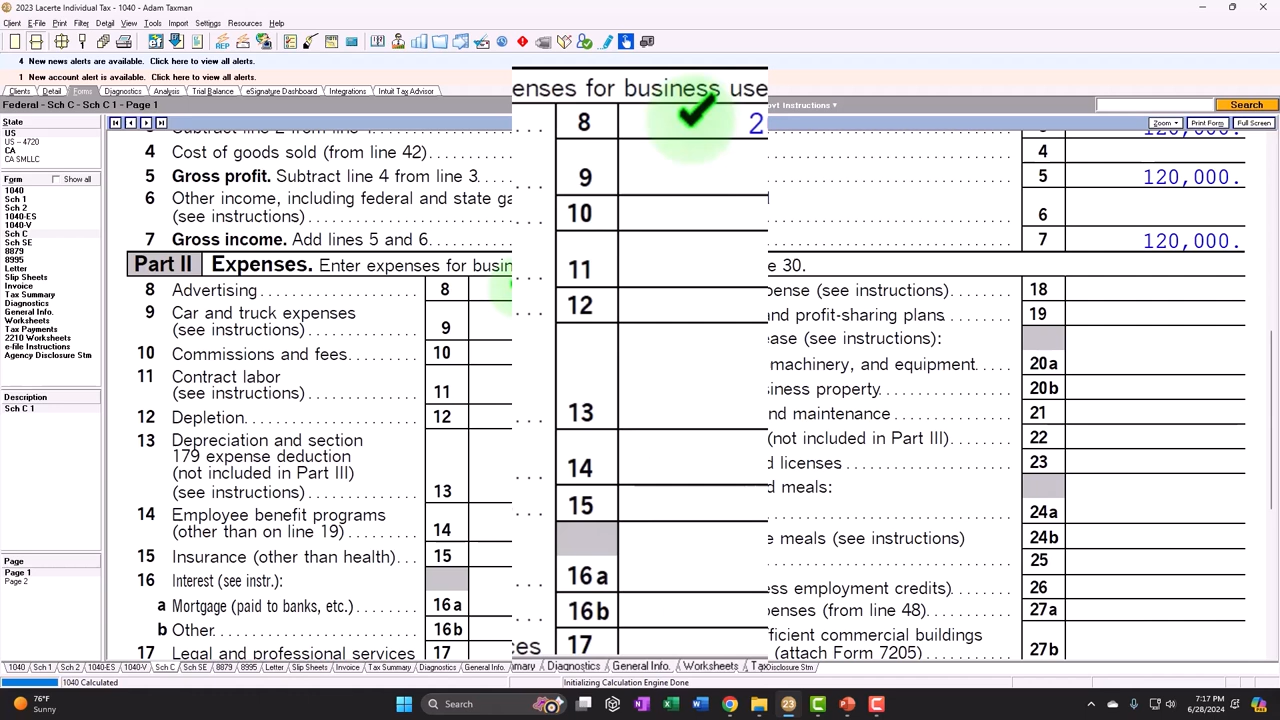 2023 Lacerte Individual Tax - 1040 - Adam Taxman
Client E-File Print Filter Detail View Tools Import Settings Resources Help
4 New news alerts are available. Click here to view all alerts.
1 New account alert is available. Click here to view all alerts.
Clients Detail Forms Diagnostics Analysis Trial Balance eSignature Dashboard Integrations Intuit Tax Advisor
Federal - Sch C - Sch C 1 - Page 1
ovt Instructions
Search
Zoom Print Form Full Screen
State
US
US - 4720
CA
CA SMLLC
Form Show all
1040
Sch 1
Sch 2
1040-ES
1040-V
Sch C
Sch SE
8879
8995
Letter
Slip Sheets
Invoice
Tax Summary
Diagnostics
General Info.
Worksheets
Tax Payments
2210 Worksheets
e-file Instructions
Agency Disclosure Stm
Description
Sch C 1
Page
Page 1
Page 2
4 Cost of goods sold (from line 42)
5 Gross profit. Subtract line 4 from line 3.
6 Other income, including federal and state ga
(see instructions)
7 Gross income. Add lines 5 and 6.
Part II Expenses. Enter expenses for busin
8 Advertising 8
9 Car and truck expenses
(see instructions) 9
10 Commissions and fees 10
11 Contract labor
(see instructions) 11
12 Depletion 12
13 Depreciation and section
179 expense deduction
(not included in Part III)
(see instructions) 13
14 Employee benefit programs
(other than on line 19) 14
15 Insurance (other than health) 15
16 Interest (see instr.):
a Mortgage (paid to banks, etc.) 16a
b Other 16b
17 Legal and professional services 17
enses for business use
8 2
9
10
11
12
13
14
15
16a
16b
ces 17
4
5 120,000.
6
7 120,000.
e 30.
pense (see instructions) 18
and profit-sharing plans 19
ease (see instructions):
machinery, and equipment 20a
siness property 20b
and maintenance 21
(not included in Part III) 22
d licenses 23
d meals:
24a
e meals (see instructions) 24b
25
ss employment credits) 26
penses (from line 48) 27a
fficient commercial buildings
(attach Form 7205) 27b
1040 Sch 1 Sch 2 1040-ES 1040-V Sch C Sch SE 8879 8995 Letter Slip Sheets Invoice Tax Summary Diagnostics General Info. mmary Diagnostics General Info. Worksheets Tax Disclosure Stm
1040 Calculated
Initializing Calculation Engine Done
76°F
Sunny
Search
7:17 PM
6/28/2024